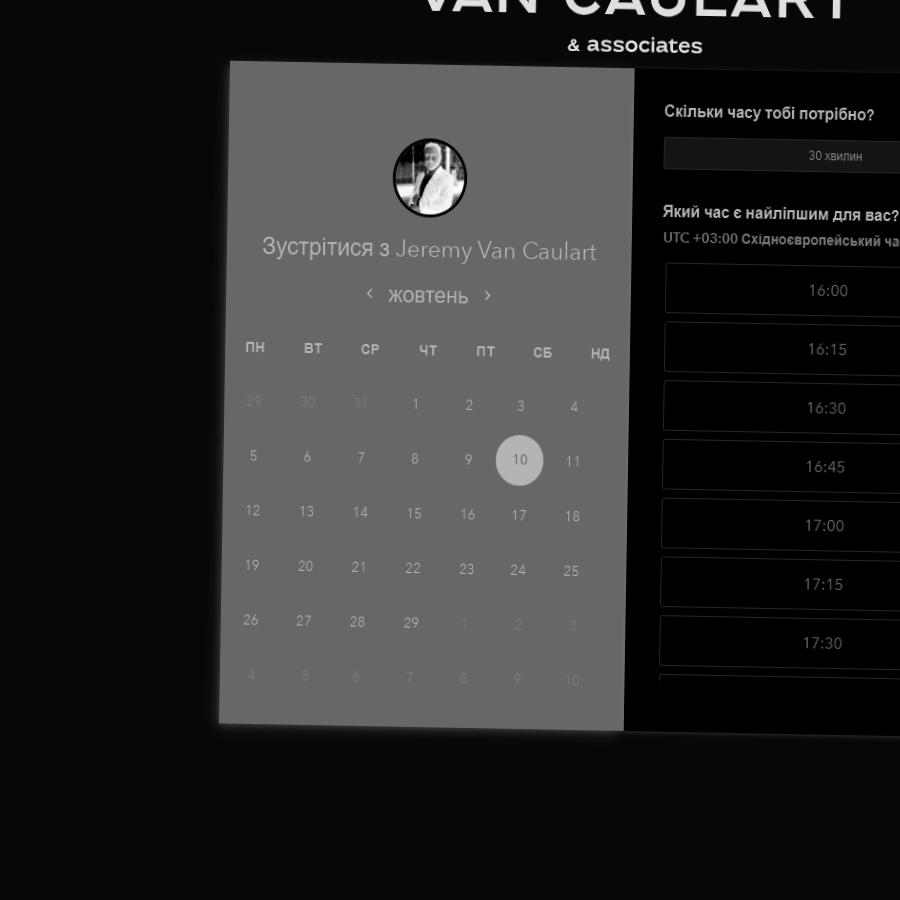 VAN CAULART
& associates
Зустрітися з Jeremy Van Caulart
жовтень
ПН ВТ СР ЧТ ПТ СБ НД
29 30 31 1 2 3 4
5 6 7 8 9 10 11
12 13 14 15 16 17 18
19 20 21 22 23 24 25
26 27 28 29 1 2 3
4 5 6 7 8 9 10
Скільки часу тобі потрібно?
30 хвилин
Який час є найліпшим для вас?
UTC +03:00 Східноєвропейський ча
16:00
16:15
16:30
16:45
17:00
17:15
17:30